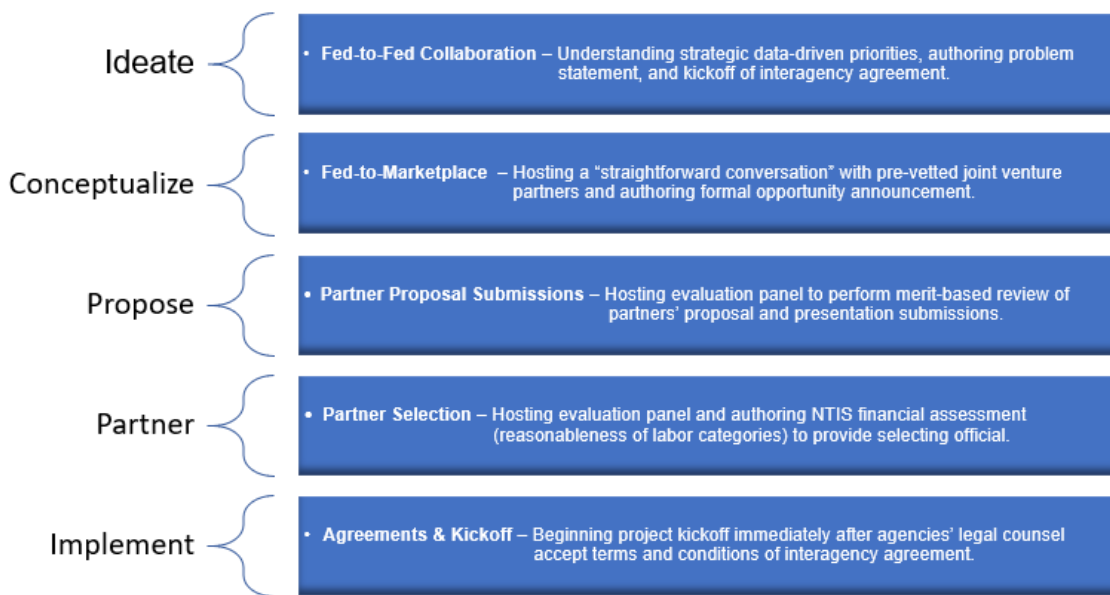 Ideate
• Fed-to-Fed Collaboration – Understanding strategic data-driven priorities, authoring problem
statement, and kickoff of interagency agreement.
Conceptualize
• Fed-to-Marketplace – Hosting a “straightforward conversation” with pre-vetted joint venture
partners and authoring formal opportunity announcement.
Propose
• Partner Proposal Submissions – Hosting evaluation panel to perform merit-based review of
partners’ proposal and presentation submissions.
Partner
• Partner Selection – Hosting evaluation panel and authoring NTIS financial assessment
(reasonableness of labor categories) to provide selecting official.
Implement
• Agreements & Kickoff – Beginning project kickoff immediately after agencies’ legal counsel
accept terms and conditions of interagency agreement.